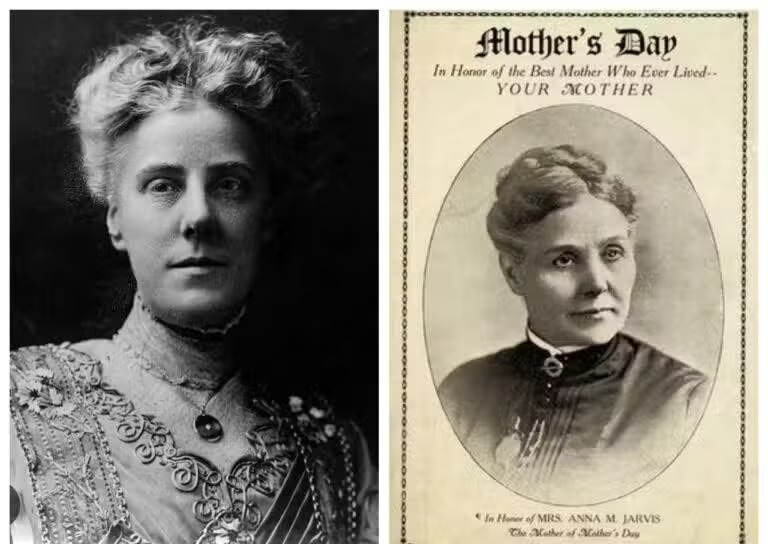 Mother's Day
In Honor of the Best Mother Who Ever Lived--
YOUR MOTHER
¶ In Honor of MRS. ANNA M. JARVIS
The Mother of Mother's Day